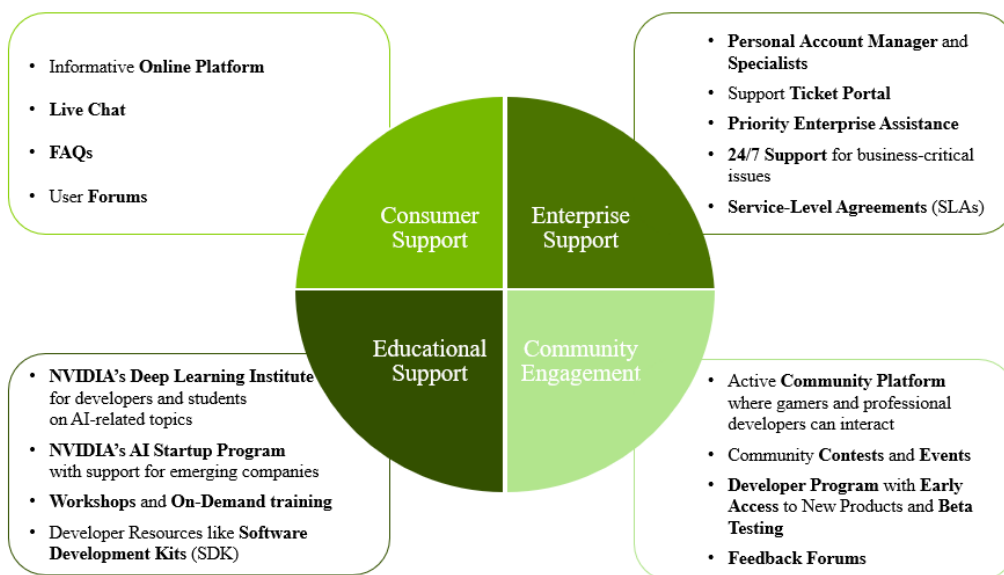 • Informative Online Platform
• Live Chat
• FAQs
• User Forums
• Personal Account Manager and
Specialists
• Support Ticket Portal
• Priority Enterprise Assistance
• 24/7 Support for business-critical
issues
• Service-Level Agreements (SLAs)
Consumer
Support
Enterprise
Support
Educational
Support
Community
Engagement
• NVIDIA’s Deep Learning Institute
for developers and students
on AI-related topics
• NVIDIA’s AI Startup Program
with support for emerging companies
• Workshops and On-Demand training
• Developer Resources like Software
Development Kits (SDK)
• Active Community Platform
where gamers and professional
developers can interact
• Community Contests and Events
• Developer Program with Early
Access to New Products and Beta
Testing
• Feedback Forums